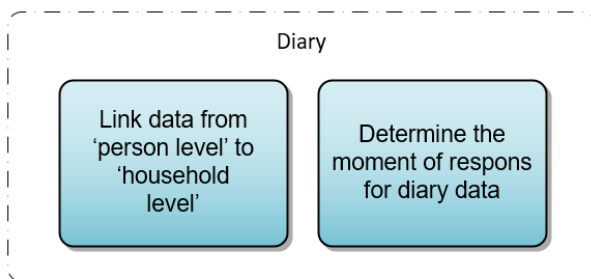 Diary
Link data from
‘person level’ to
‘household
level’
Determine the
moment of respons
for diary data